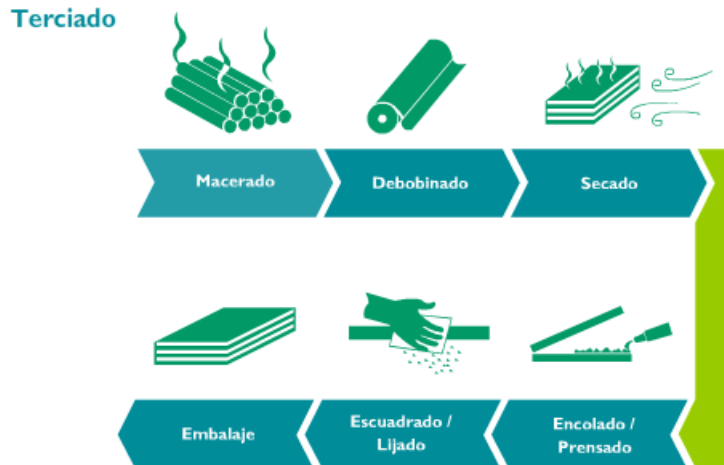 Terciado
Macerado
Debobinado
Secado
Embalaje
Escuadrado /
Lijado
Encolado /
Prensado